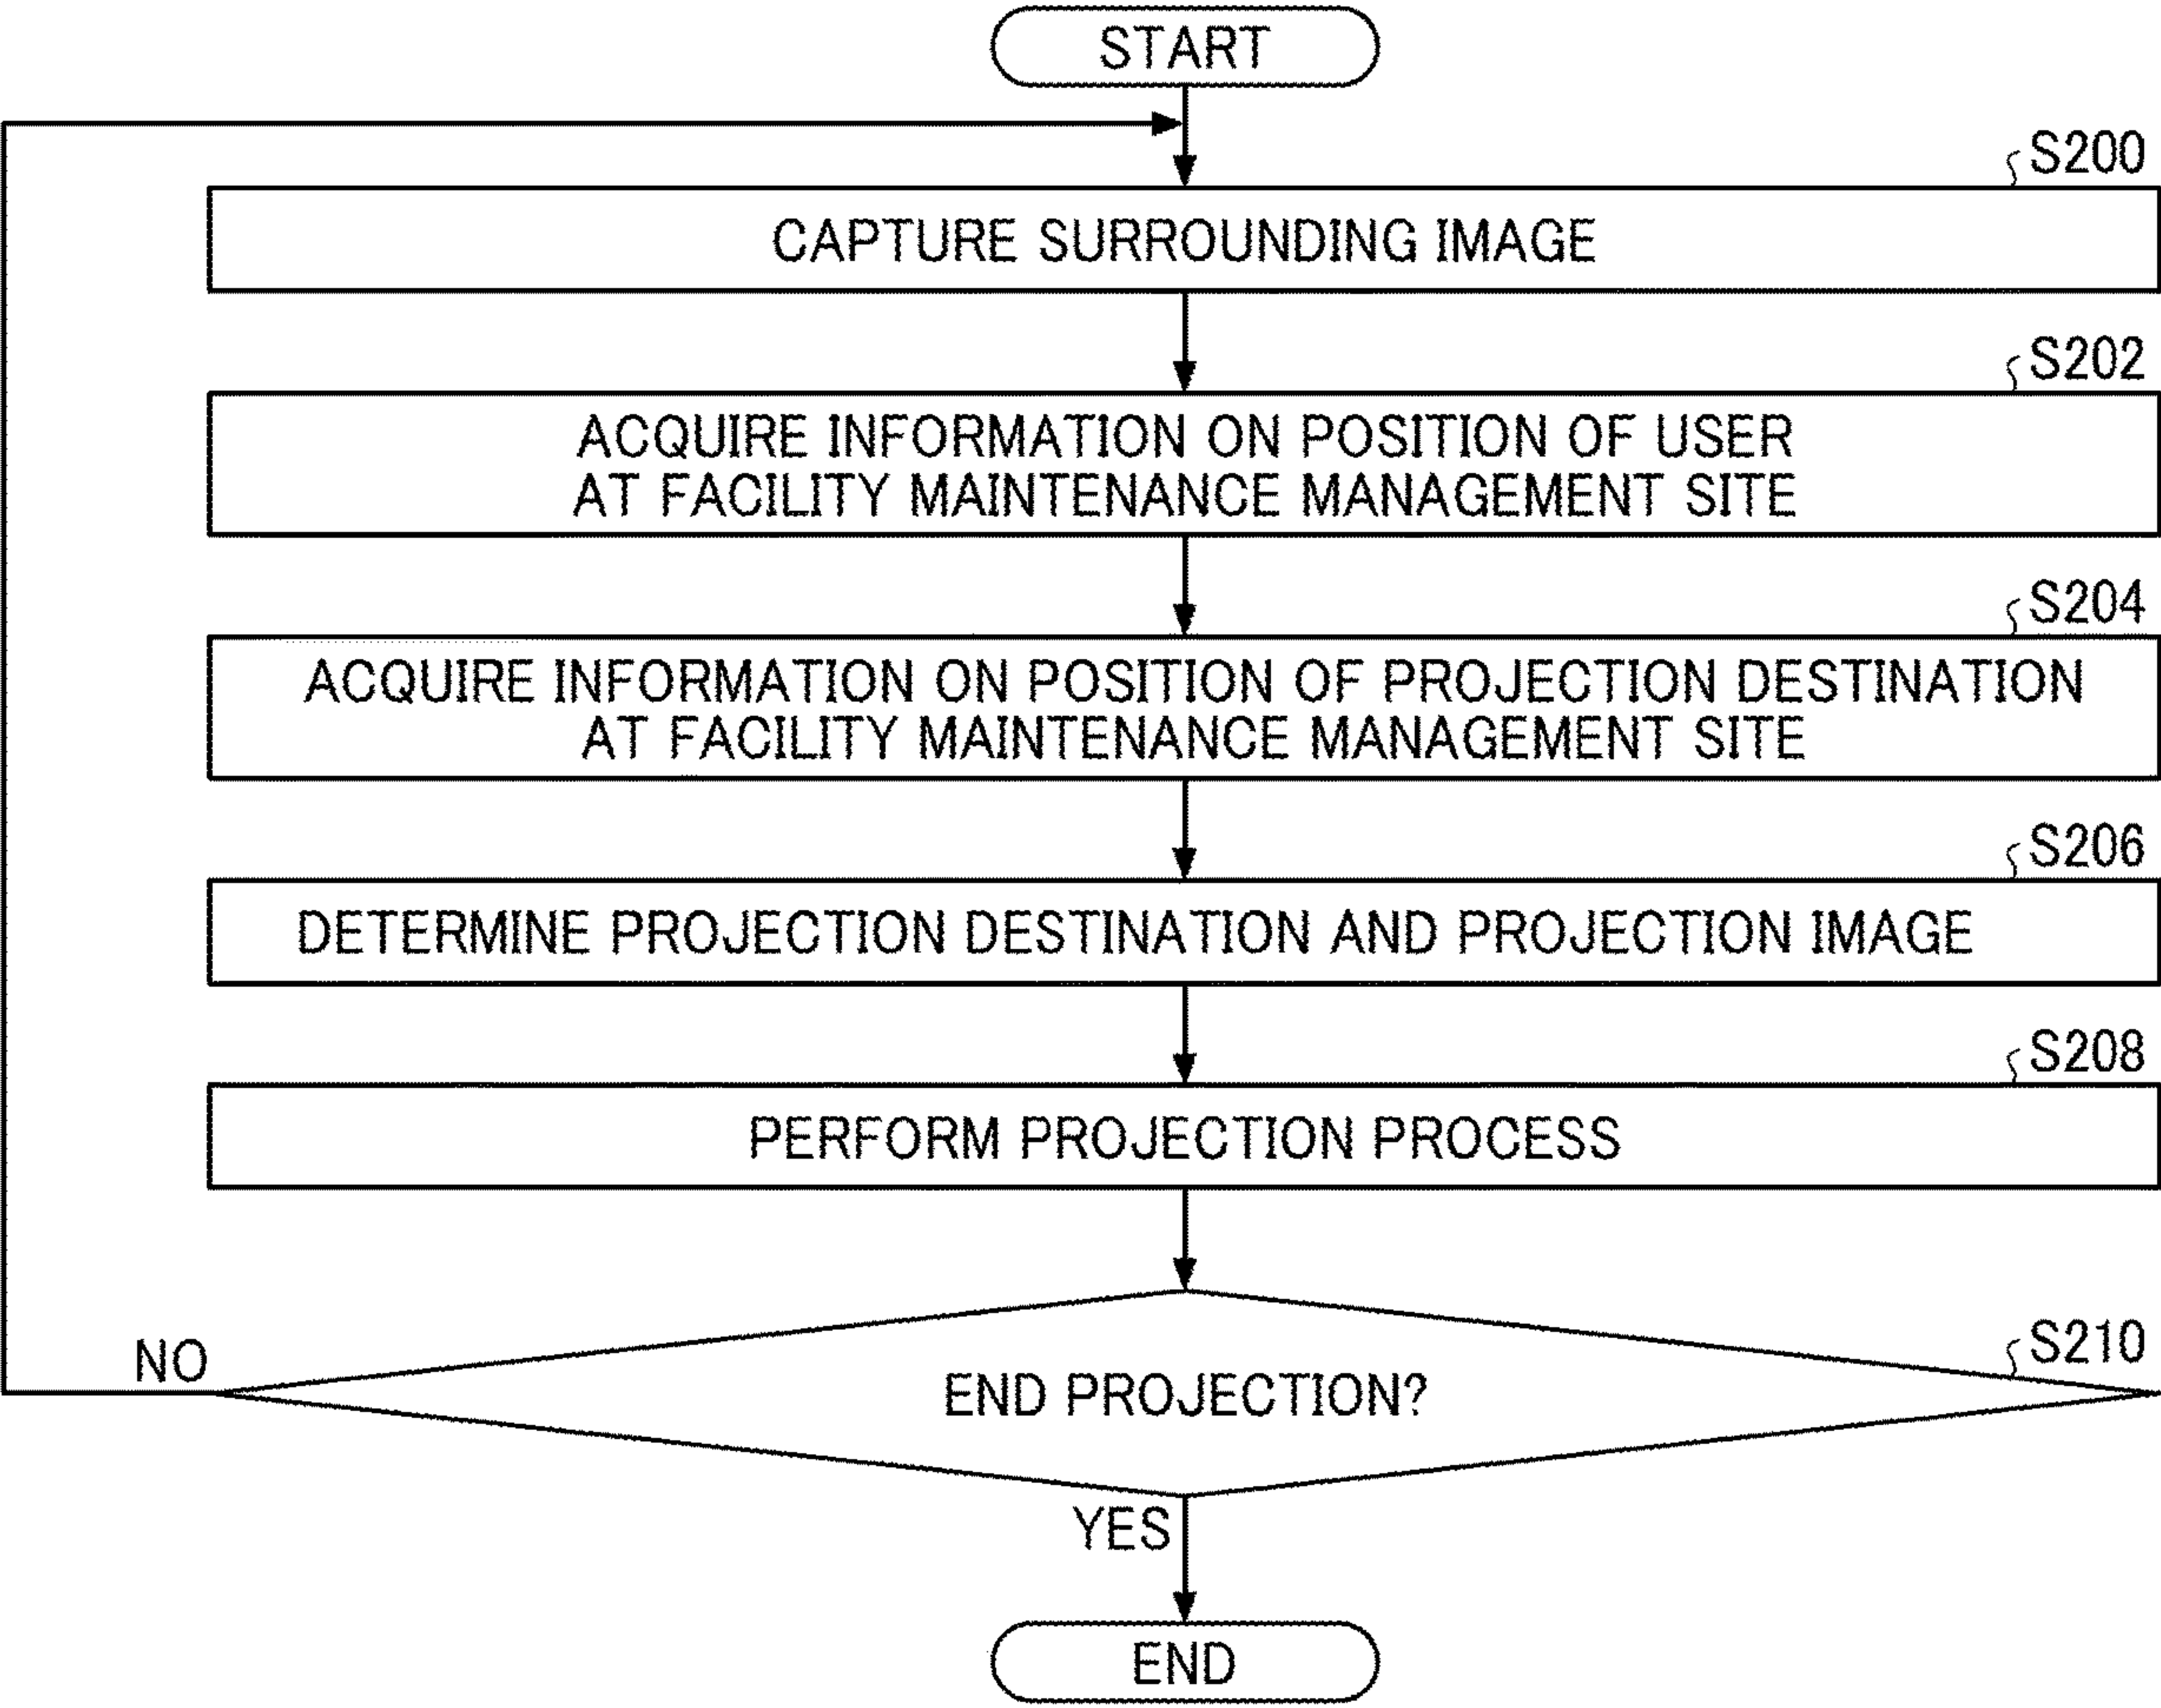 START
S200
CAPTURE SURROUNDING IMAGE
S202
ACQUIRE INFORMATION ON POSITION OF USER
AT FACILITY MAINTENANCE MANAGEMENT SITE
S204
ACQUIRE INFORMATION ON POSITION OF PROJECTION DESTINATION
AT FACILITY MAINTENANCE MANAGEMENT SITE
S206
DETERMINE PROJECTION DESTINATION AND PROJECTION IMAGE
S208
PERFORM PROJECTION PROCESS
S210
NO
END PROJECTION?
YES
END